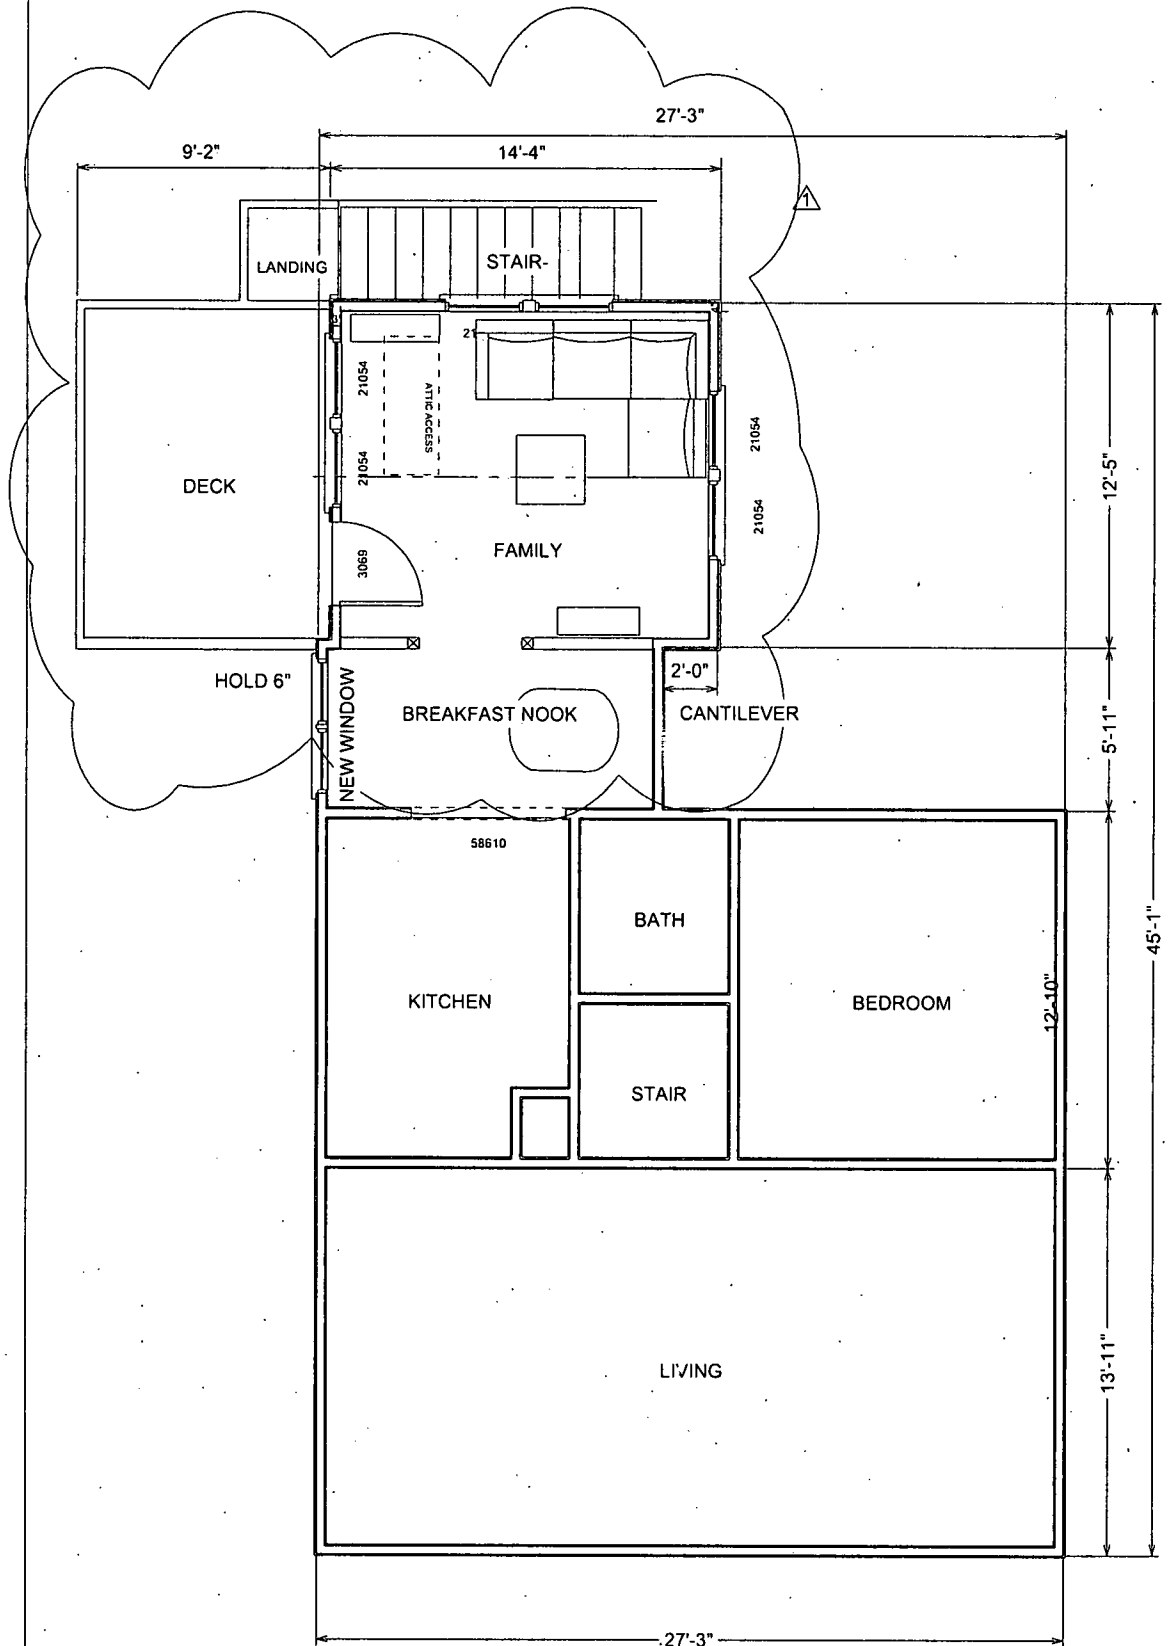 27'-3"
9'-2"
14'-4"
1
LANDING
STAIR
21054
21054
ATTIC ACCESS
21054
21054
DECK
12'-5"
FAMILY
3069
HOLD 6"
NEW WINDOW
2'-0"
BREAKFAST NOOK
CANTILEVER
5'-11"
58610
BATH
45'-1"
KITCHEN
BEDROOM
12'-10"
STAIR
LIVING
13'-11"
27'-3"